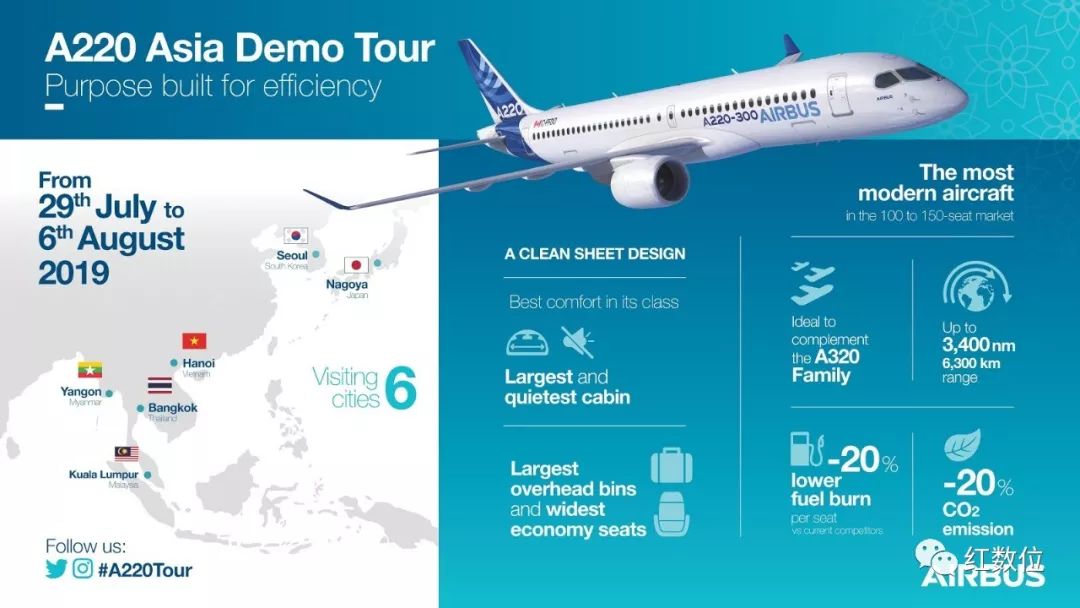 A220 Asia Demo Tour
Purpose built for efficiency
A220
A220-300 AIRBUS
AIRBUS
From
29th July to
6th August
2019
Seoul
South Korea
Nagoya
Japan
Hanoi
Vietnam
Yangon
Myanmar
Bangkok
Thailand
Kuala Lumpur
Malaysia
Visiting
cities 6
Follow us:
#A220Tour
A CLEAN SHEET DESIGN
Best comfort in its class
Largest and
quietest cabin
Largest
overhead bins
and widest
economy seats
The most
modern aircraft
in the 100 to 150-seat market
Ideal to
complement
the A320
Family
Up to
3,400 nm
6,300 km
range
-20%
lower
fuel burn
per seat
vs current competitors
-20%
CO2
emission
红数位
AIRBUS